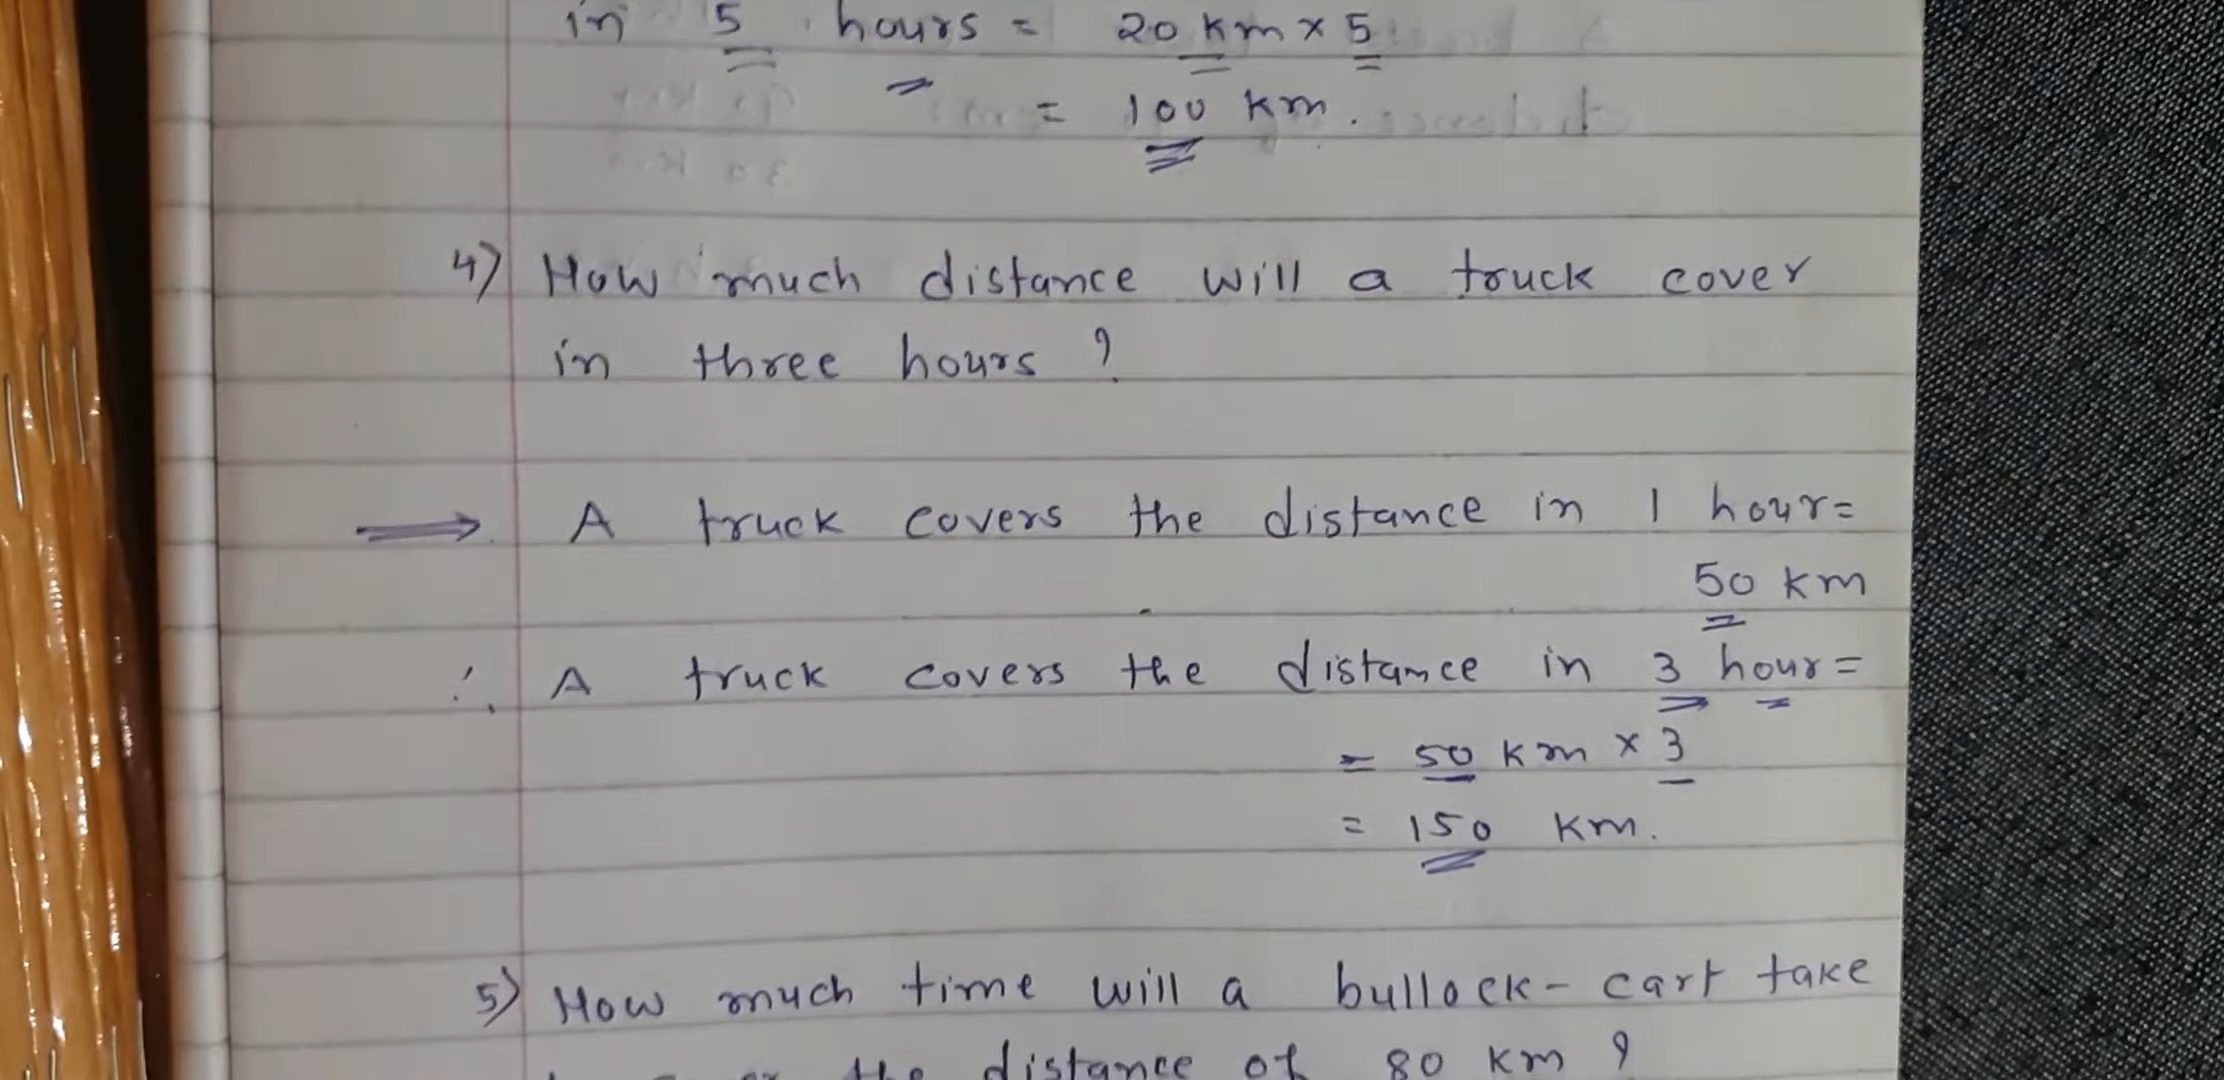 in 5 hours = 20 km × 5
= 100 km.
4) How much distance will a truck cover
in three hours ?
⟹ A truck covers the distance in 1 hour=
50 km
∴ A truck covers the distance in 3 hour=
= 50 km × 3
= 150 km.
5) How much time will a bullock-cart take
the distance of 80 km ?